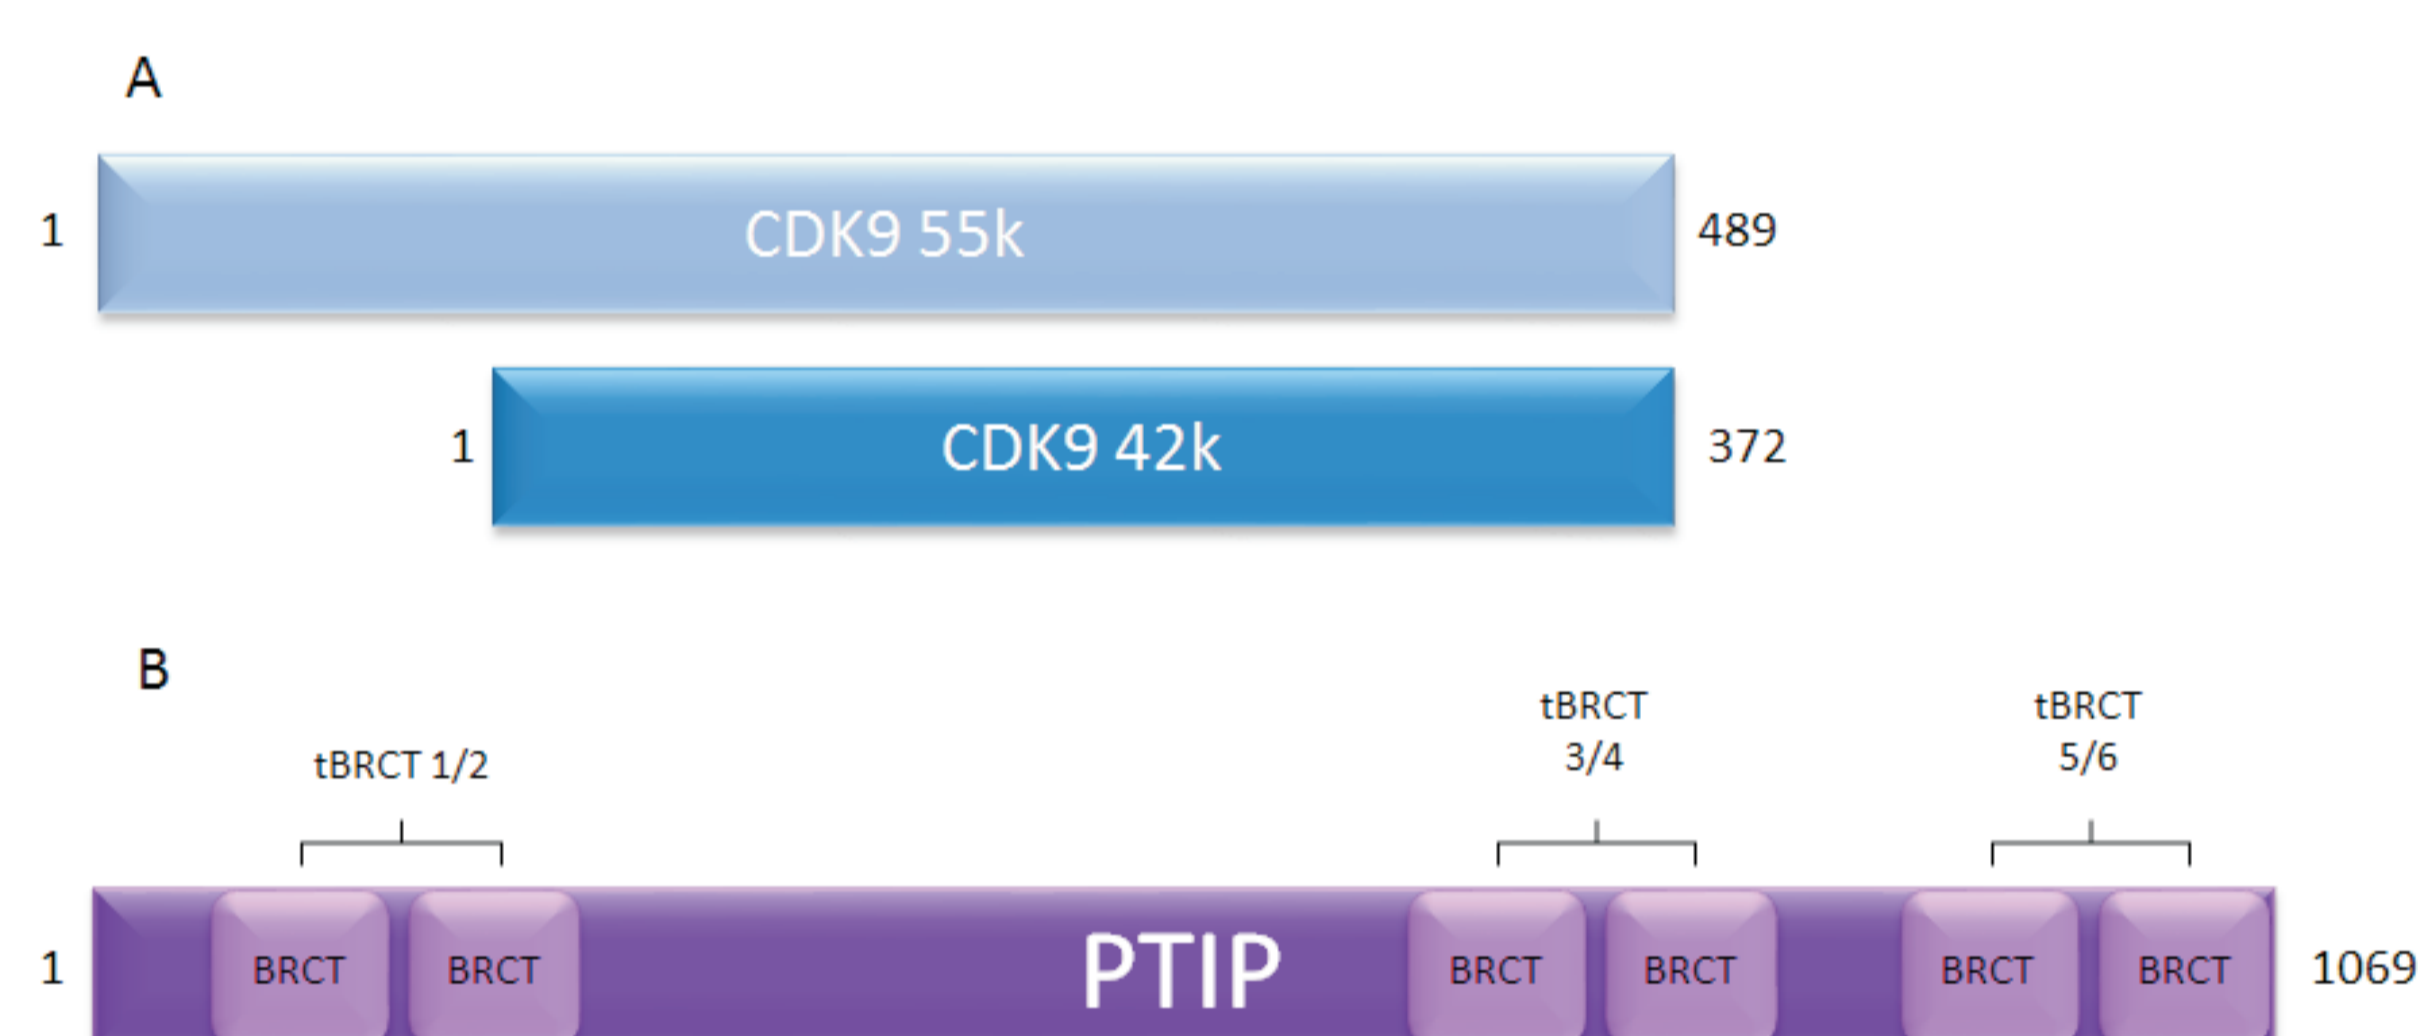 A
1 CDK9 55k 489
1 CDK9 42k 372
B
tBRCT 1/2
tBRCT
3/4
tBRCT
5/6
1 BRCT BRCT PTIP BRCT BRCT BRCT BRCT 1069